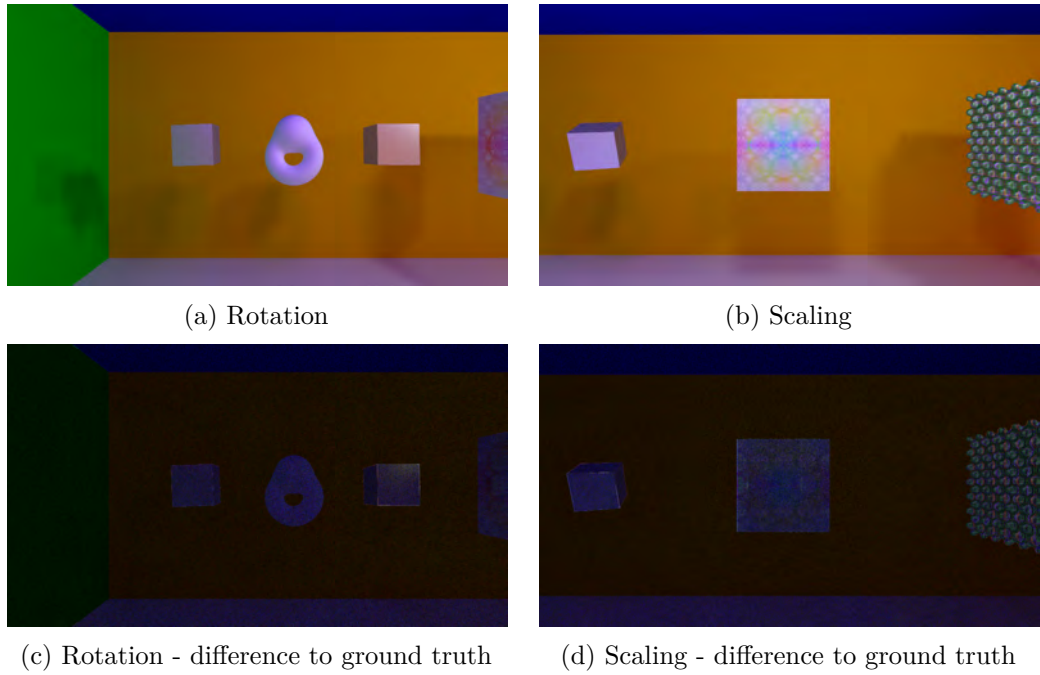 (a) Rotation
(b) Scaling
(c) Rotation - difference to ground truth
(d) Scaling - difference to ground truth